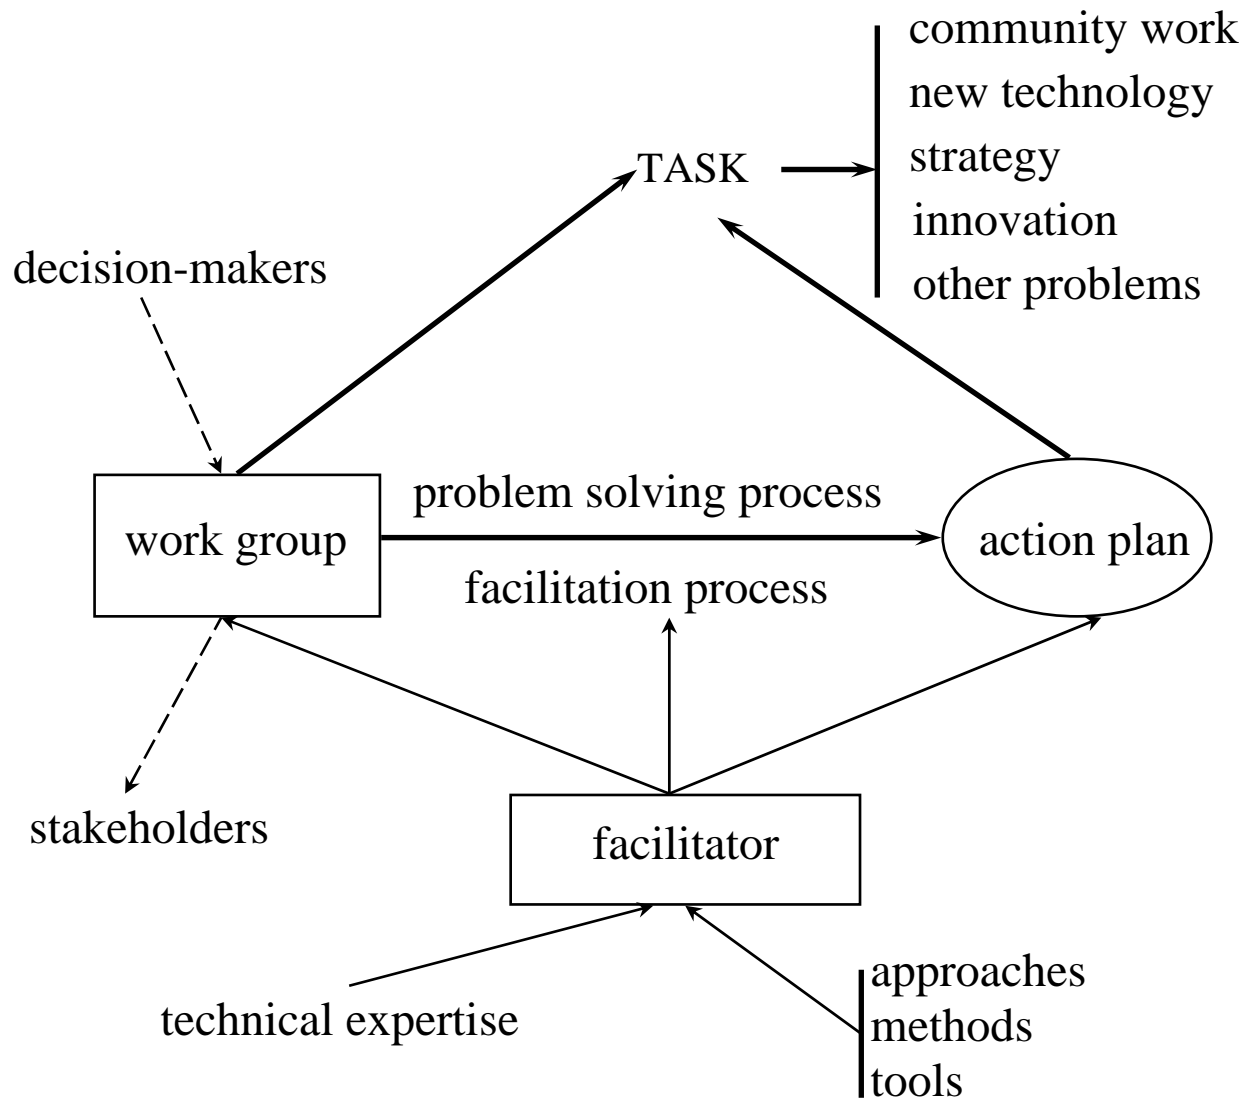 community work
new technology
TASK
strategy
innovation
decision-makers
other problems
problem solving process
work group
action plan
facilitation process
stakeholders
facilitator
approaches
technical expertise
methods
tools